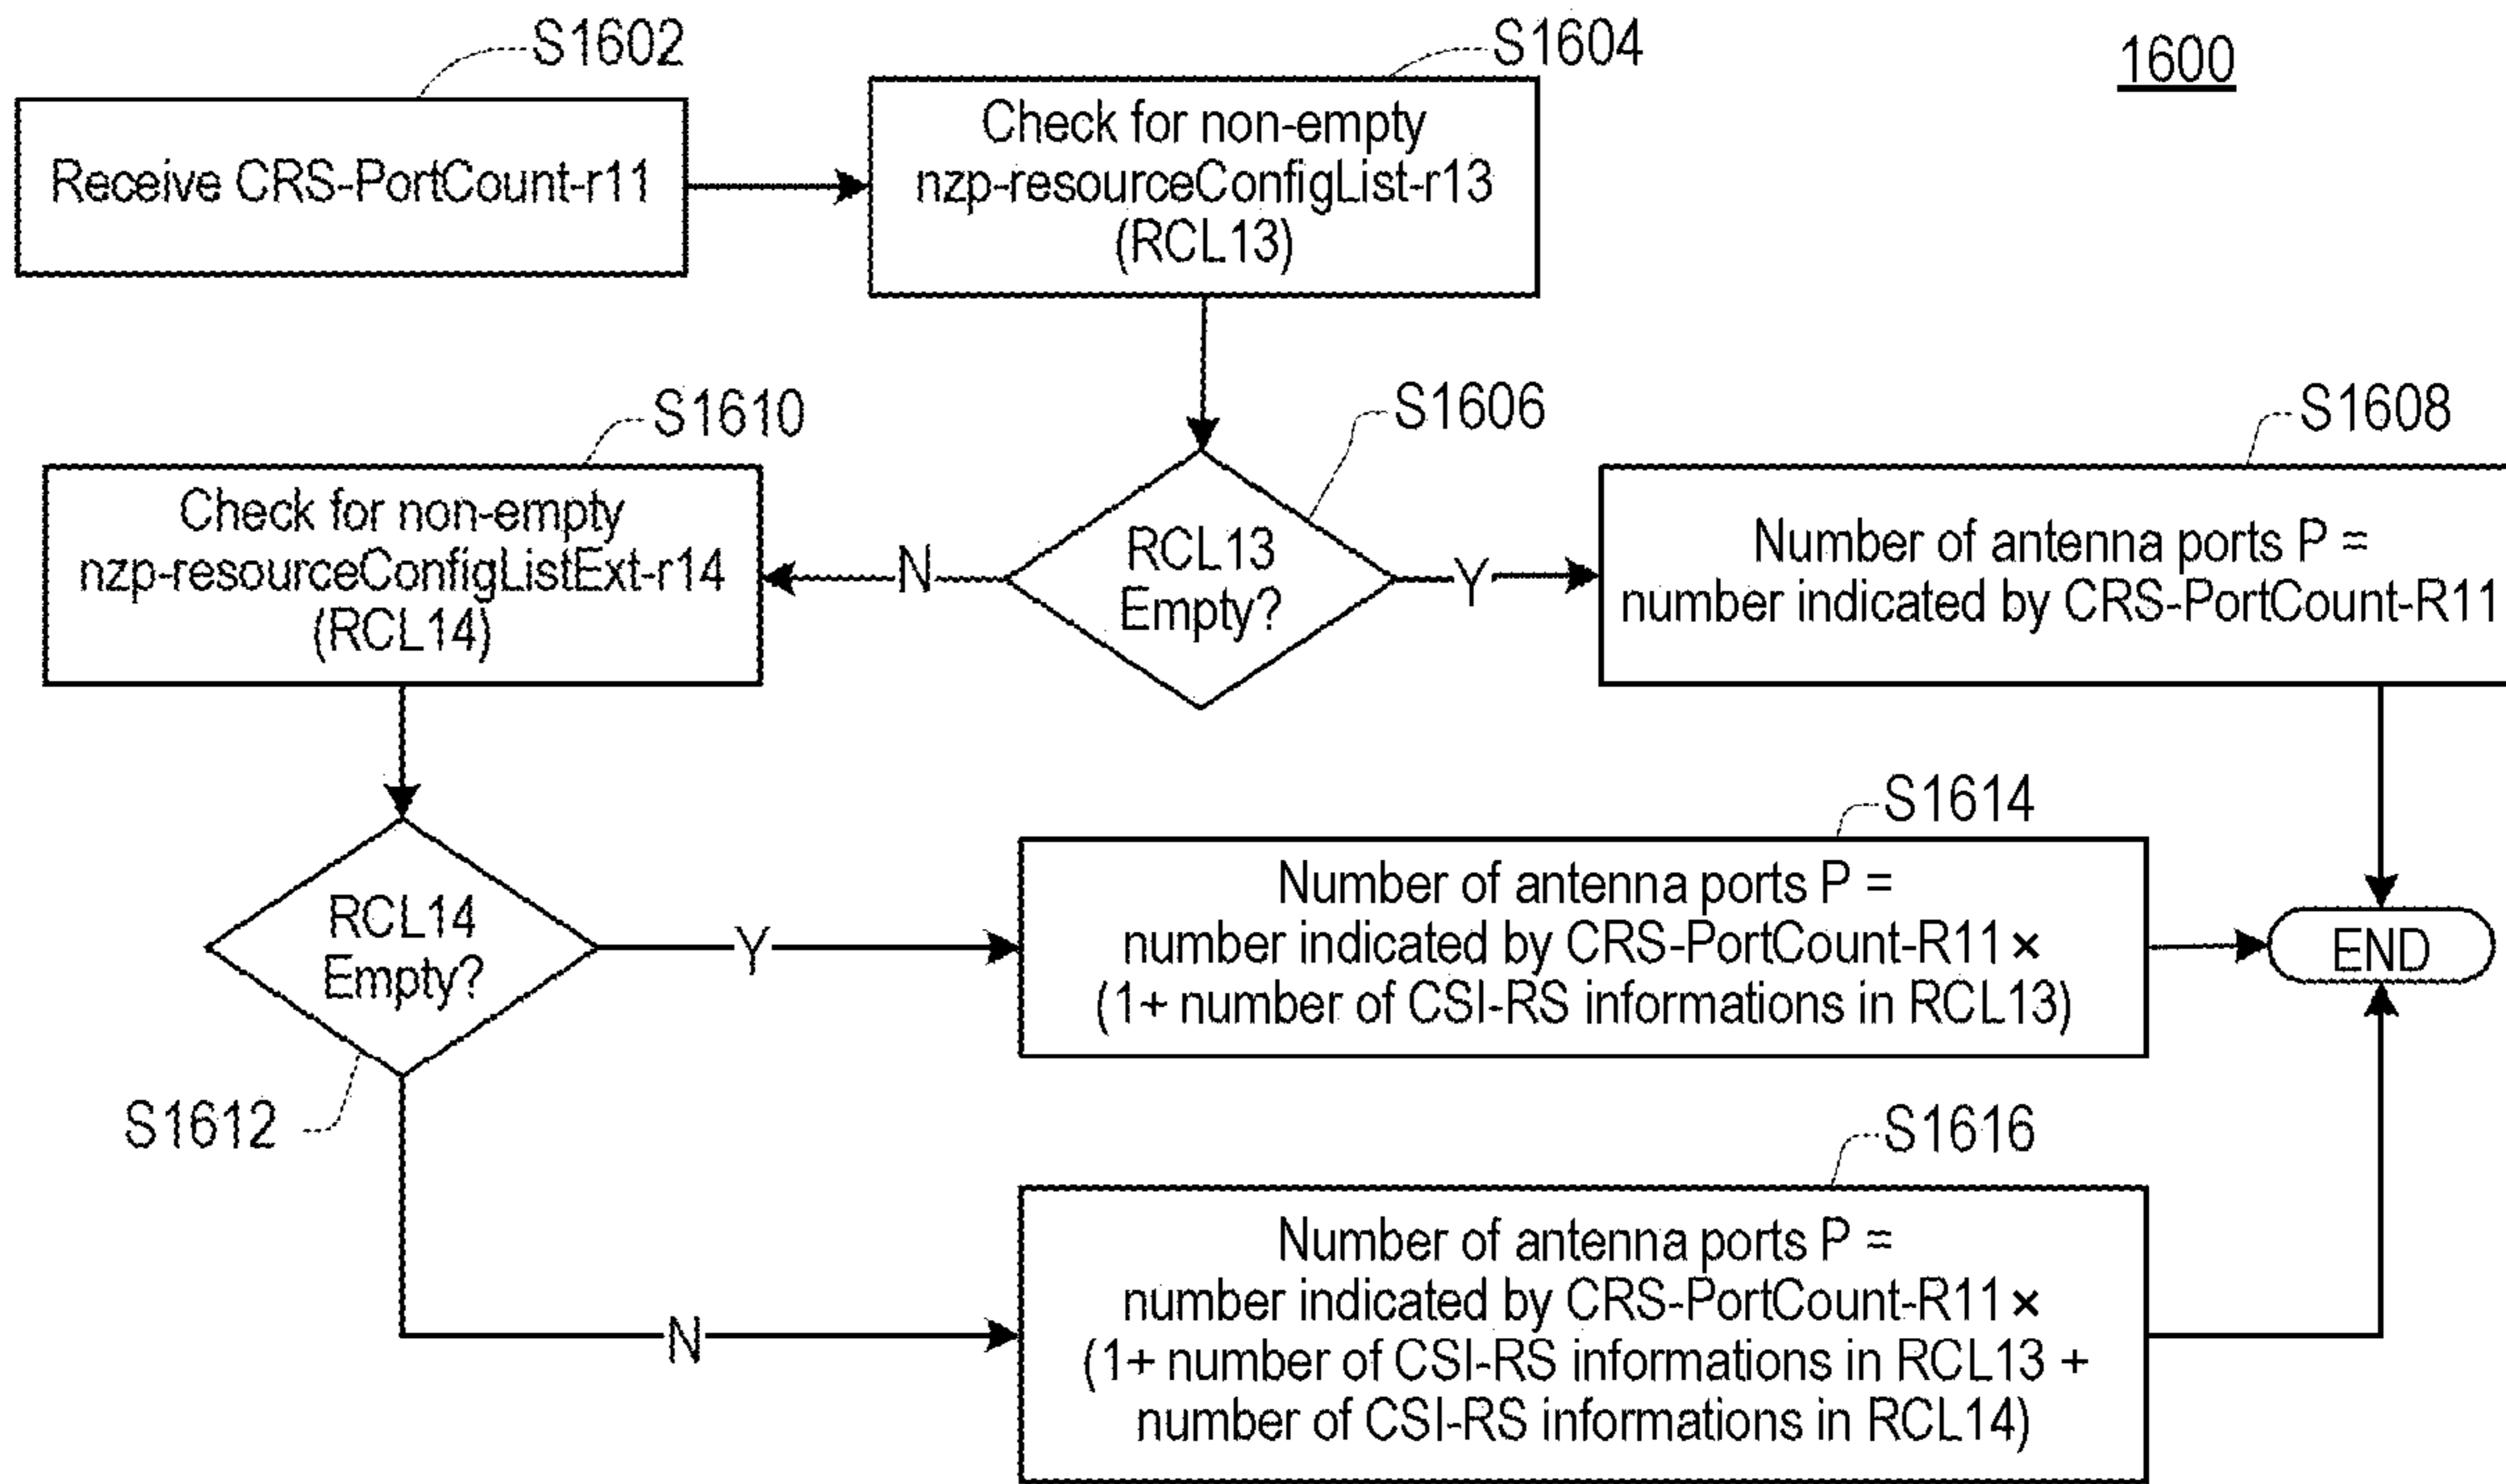 S1602
S1604
1600
Receive CRS-PortCount-r11
Check for non-empty
nzp-resourceConfigList-r13
(RCL13)
S1610
S1606
S1608
Check for non-empty
nzp-resourceConfigListExt-r14
(RCL14)
N
RCL13
Empty?
Y
Number of antenna ports P =
number indicated by CRS-PortCount-R11
S1614
RCL14
Empty?
Y
Number of antenna ports P =
number indicated by CRS-PortCount-R11 ×
(1+ number of CSI-RS informations in RCL13)
END
S1612
S1616
N
Number of antenna ports P =
number indicated by CRS-PortCount-R11 ×
(1+ number of CSI-RS informations in RCL13 +
number of CSI-RS informations in RCL14)